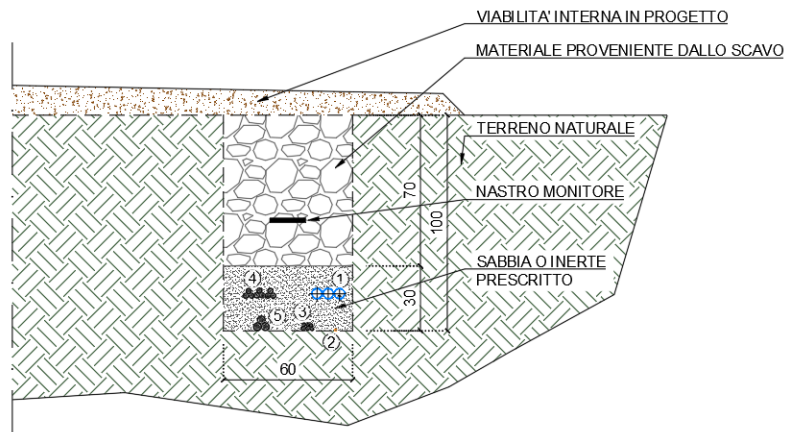 VIABILITA' INTERNA IN PROGETTO
MATERIALE PROVENIENTE DALLO SCAVO
TERRENO NATURALE
70
100
NASTRO MONITORE
SABBIA O INERTE
PRESCRITTO
4
1
30
5
3
2
60